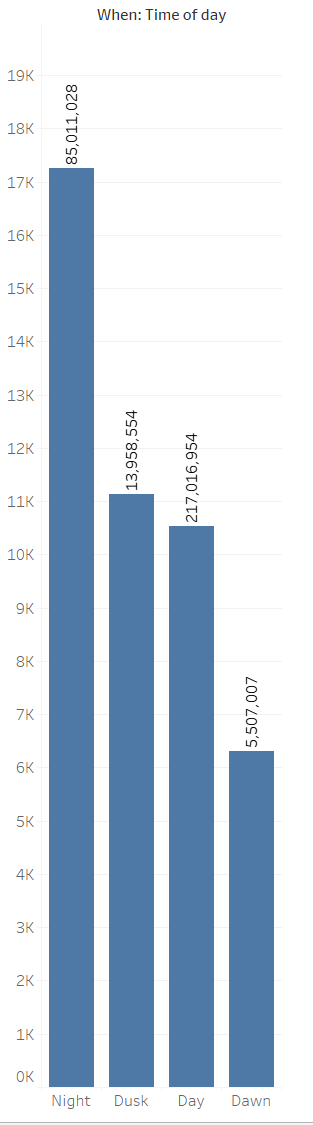 When: Time of day
19K
18K
17K
16K
15K
14K
13K
12K
11K
10K
9K
8K
7K
6K
5K
4K
3K
2K
1K
0K
85,011,028
13,958,554
217,016,954
5,507,007
Night
Dusk
Day
Dawn